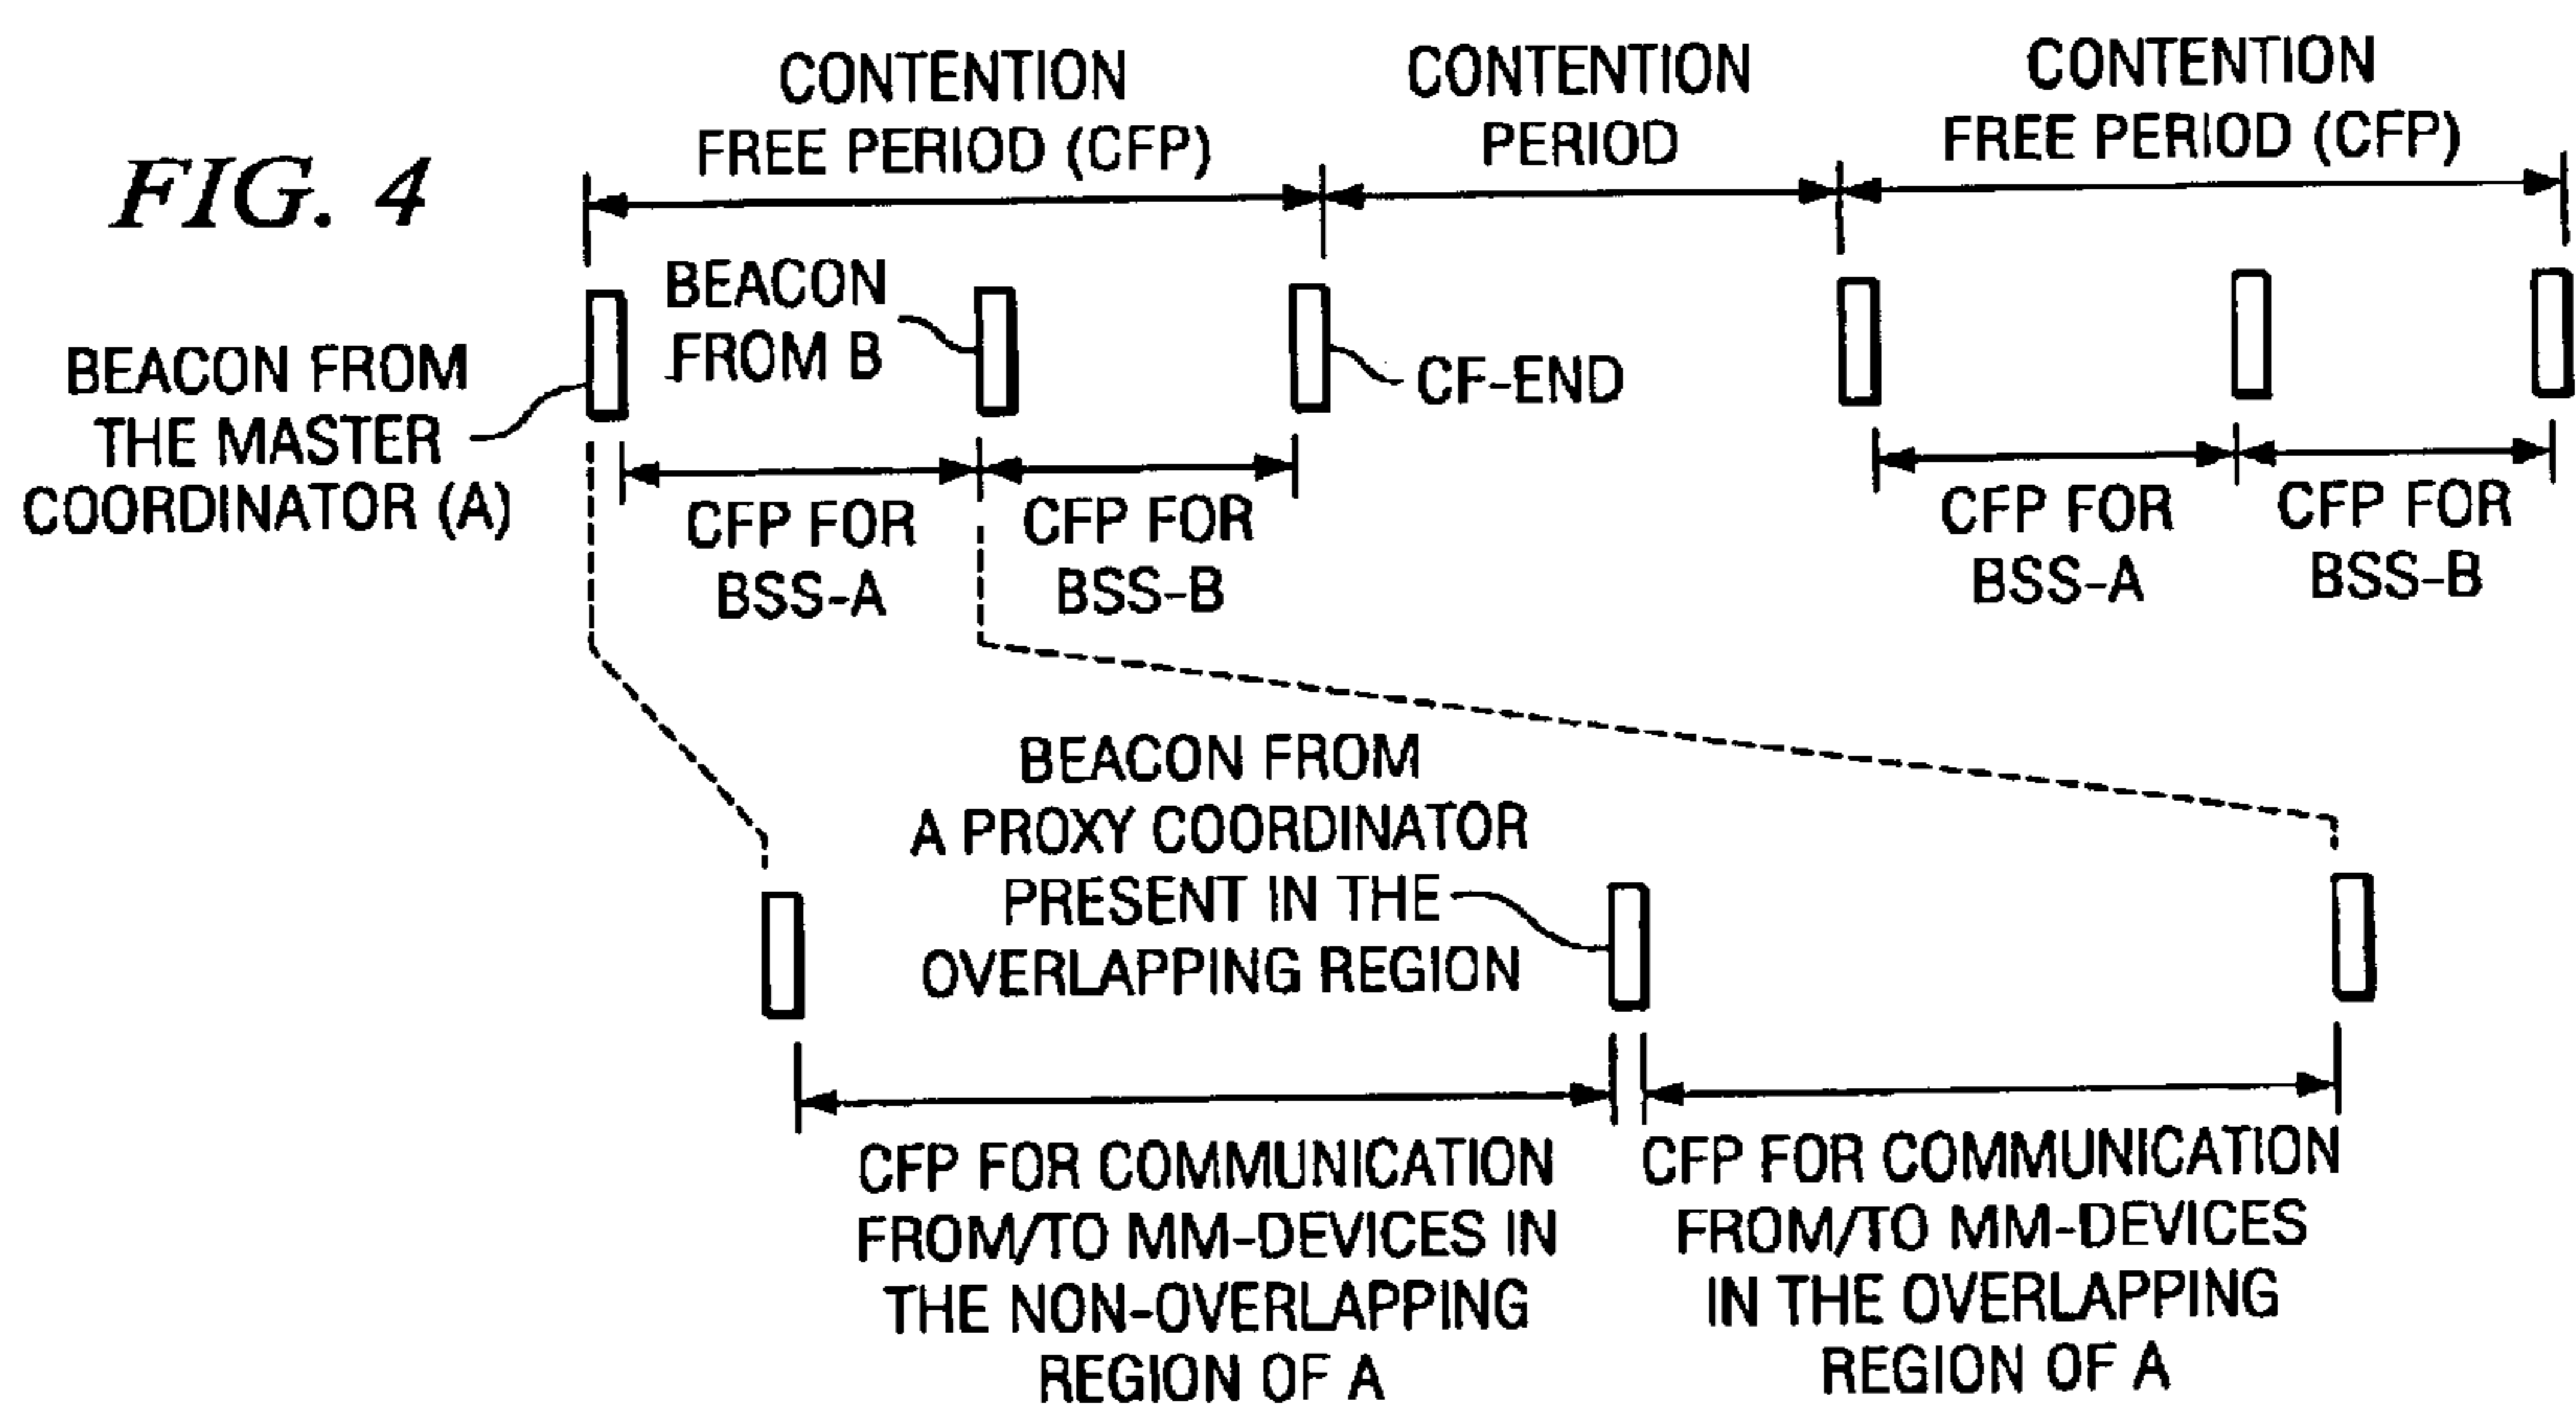 FIG. 4
CONTENTION
FREE PERIOD (CFP)
CONTENTION
PERIOD
CONTENTION
FREE PERIOD (CFP)
BEACON FROM
THE MASTER
COORDINATOR (A)
BEACON
FROM B
CF-END
CFP FOR
BSS-A
CFP FOR
BSS-B
CFP FOR
BSS-A
CFP FOR
BSS-B
BEACON FROM
A PROXY COORDINATOR
PRESENT IN THE
OVERLAPPING REGION
CFP FOR COMMUNICATION
FROM/TO MM-DEVICES IN
THE NON-OVERLAPPING
REGION OF A
CFP FOR COMMUNICATION
FROM/TO MM-DEVICES
IN THE OVERLAPPING
REGION OF A